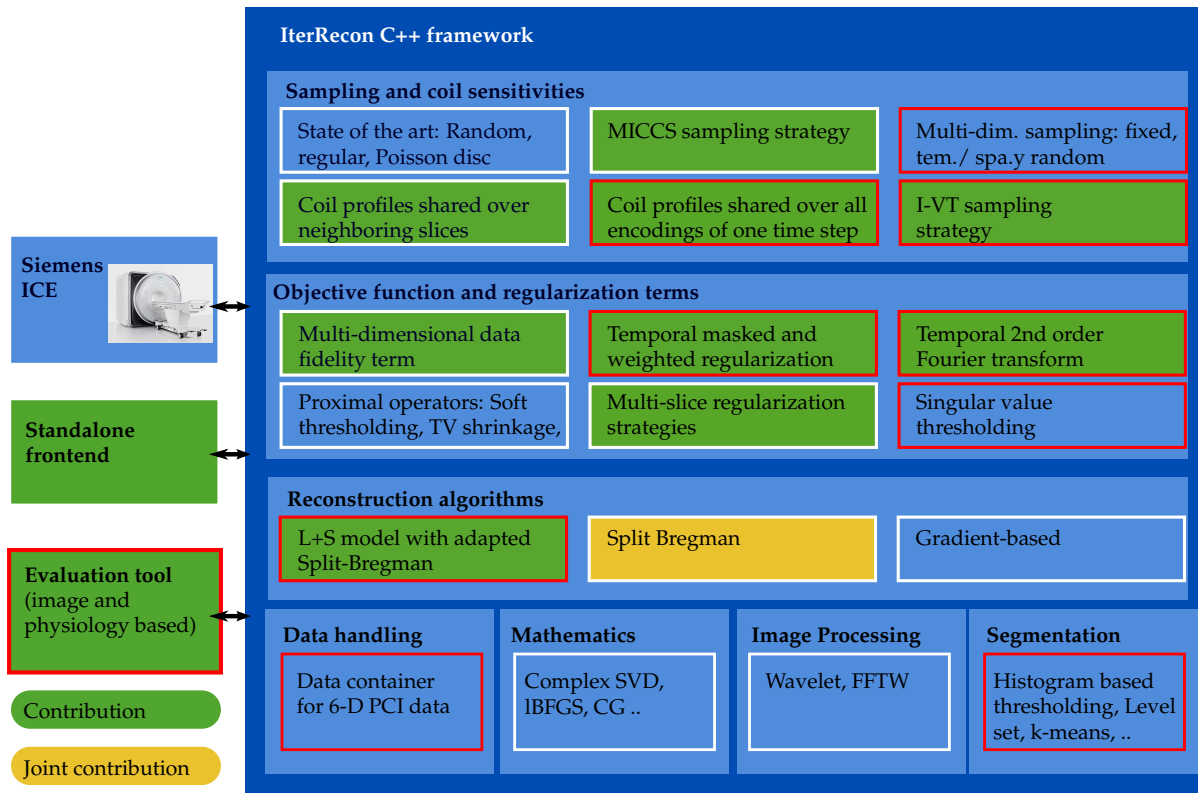 IterRecon C++ framework
Sampling and coil sensitivities
State of the art: Random,
regular, Poisson disc
MICCS sampling strategy
Multi-dim. sampling: fixed,
tem./ spa.y random
Coil profiles shared over
neighboring slices
Coil profiles shared over all
encodings of one time step
I-VT sampling
strategy
Siemens
ICE
Objective function and regularization terms
Multi-dimensional data
fidelity term
Temporal masked and
weighted regularization
Temporal 2nd order
Fourier transform
Proximal operators: Soft
thresholding, TV shrinkage,
Multi-slice regularization
strategies
Singular value
thresholding
Standalone
frontend
Reconstruction algorithms
L+S model with adapted
Split-Bregman
Split Bregman
Gradient-based
Evaluation tool
(image and
physiology based)
Data handling
Data container
for 6-D PCI data
Mathematics
Complex SVD,
lBFGS, CG ..
Image Processing
Wavelet, FFTW
Segmentation
Histogram based
thresholding, Level
set, k-means, ..
Contribution
Joint contribution